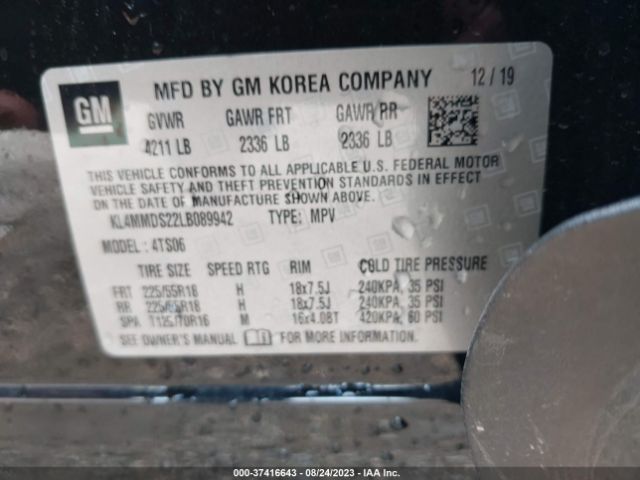 GM
MFD BY GM KOREA COMPANY 12 / 19
GVWR GAWR FRT GAWR RR
4211 LB 2336 LB 2336 LB
THIS VEHICLE CONFORMS TO ALL APPLICABLE U.S. FEDERAL MOTOR
VEHICLE SAFETY AND THEFT PREVENTION STANDARDS IN EFFECT
ON THE DATE OF MANUFACTURE SHOWN ABOVE.
KL4MMDS22LB089942 TYPE: MPV
MODEL : 4TS06
TIRE SIZE SPEED RTG RIM COLD TIRE PRESSURE
FRT 225/55R18 H 18x7.5J 240KPA, 35 PSI
RR 225/55R18 H 18x7.5J 240KPA, 35 PSI
SPA T125/70R16 M 16x4.0BT 420KPA, 60 PSI
SEE OWNER'S MANUAL FOR MORE INFORMATION.
000-37416643 - 08/24/2023 - IAA Inc.